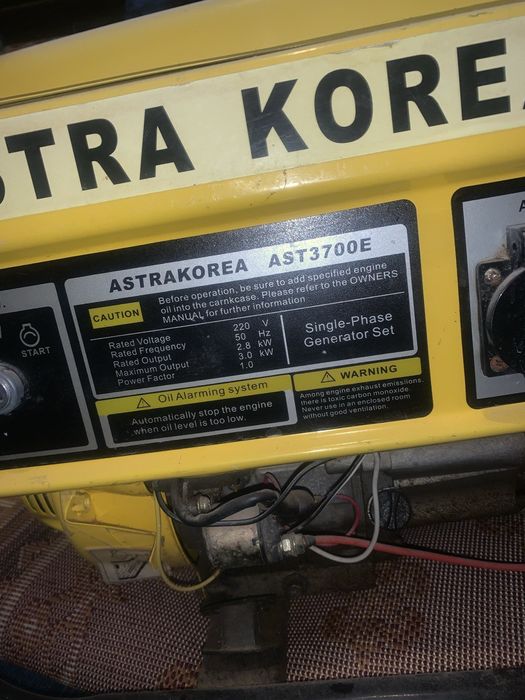 STRA KORE
START
ASTRAKOREA AST3700E
CAUTION
Before operation, be sure to add specified engine
oil into the carnkcase. Please refer to the OWNERS
MANUAL for further information
Rated Voltage 220 V
Rated Frequency 50 Hz
Rated Output 2.8 kW
Maximum Output 3.0 kW
Power Factor 1.0
Single-Phase
Generator Set
Oil Alarming system
Automatically stop the engine
when oil level is too low.
WARNING
Among engine exhaust emissions.
there is toxic carbon monoxide
Never use in an enclosed room
without good ventilation.
A